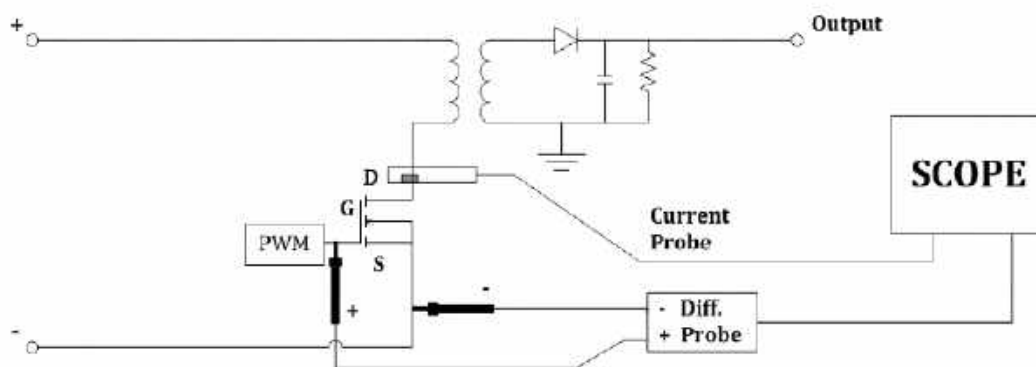 +
Output
D
SCOPE
G
Current
Probe
PWM
S
+
-
- Diff.
+ Probe
-